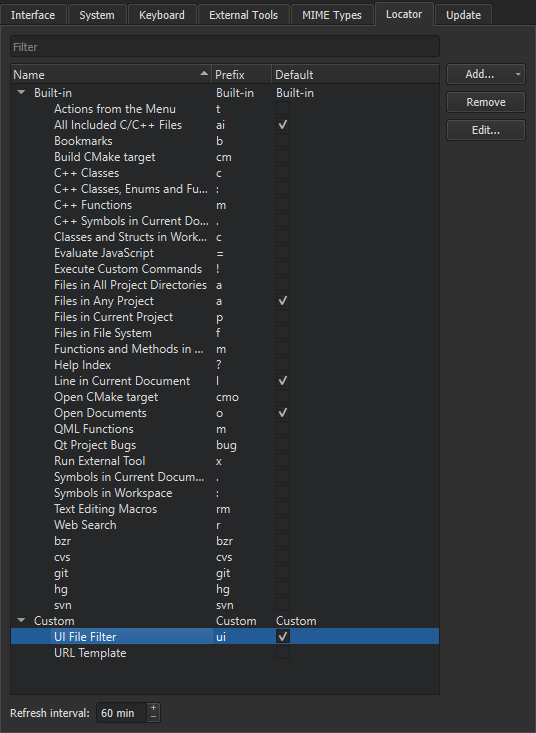 Interface System Keyboard External Tools MIME Types Locator Update
Filter
Name Prefix Default
Add...
Built-in Built-in Built-in
Actions from the Menu t
Remove
All Included C/C++ Files ai
Edit...
Bookmarks b
Build CMake target cm
C++ Classes c
C++ Classes, Enums and Fu... :
C++ Functions m
C++ Symbols in Current Do... .
Classes and Structs in Work... c
Evaluate JavaScript =
Execute Custom Commands !
Files in All Project Directories a
Files in Any Project a
Files in Current Project p
Files in File System f
Functions and Methods in ... m
Help Index ?
Line in Current Document l
Open CMake target cmo
Open Documents o
QML Functions m
Qt Project Bugs bug
Run External Tool x
Symbols in Current Docum... .
Symbols in Workspace :
Text Editing Macros rm
Web Search r
bzr bzr
cvs cvs
git git
hg hg
svn svn
Custom Custom Custom
UI File Filter ui
URL Template
Refresh interval: 60 min